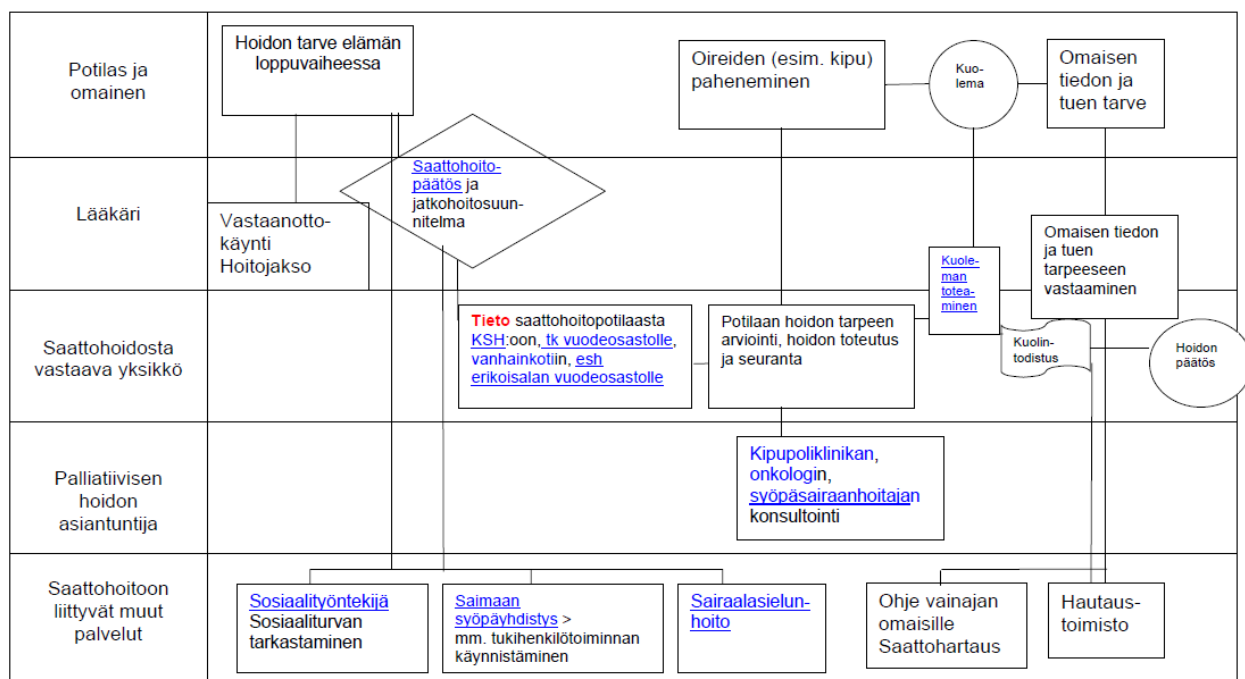 Potilas ja
omainen
Hoidon tarve elämän
loppuvaiheessa
Oireiden (esim. kipu)
paheneminen
Kuo-
lema
Omaisen
tiedon ja
tuen tarve
Lääkäri
Vastaanotto-
käynti
Hoitojakso
Saattohoito-
päätös ja
jatkohoitosuun-
nitelma
Kuole-
man
totea-
minen
Omaisen tiedon
ja tuen
tarpeeseen
vastaaminen
Saattohoidosta
vastaava yksikkö
Tieto saattohoitopotilaasta
KSH:oon, tk vuodeosastolle,
vanhainkotiin, esh
erikoisalan vuodeosastolle
Potilaan hoidon tarpeen
arviointi, hoidon toteutus
ja seuranta
Kuolin-
todistus
Hoidon
päätös
Palliatiivisen
hoidon
asiantuntija
Kipupoliklinikan,
onkologin,
syöpäsairaanhoitajan
konsultointi
Saattohoitoon
liittyvät muut
palvelut
Sosiaalityöntekijä
Sosiaaliturvan
tarkastaminen
Saimaan
syöpäyhdistys >
mm. tukihenkilötoiminnan
käynnistäminen
Sairaalasielun-
hoito
Ohje vainajan
omaisille
Saattohartaus
Hautaus-
toimisto